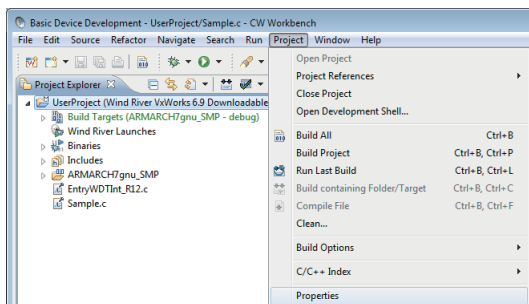 Basic Device Development - UserProject/Sample.c - CW Workbench
File Edit Source Refactor Navigate Search Run Project Window Help
Project Explorer
UserProject (Wind River VxWorks 6.9 Downloadable
Build Targets (ARMARCH7gnu_SMP - debug)
Wind River Launches
Binaries
Includes
ARMARCH7gnu_SMP
EntryWDTInt_R12.c
Sample.c
Open Project
Project References
Close Project
Open Development Shell...
Build All Ctrl+B
Build Project Ctrl+B, Ctrl+P
Run Last Build Ctrl+B, Ctrl+L
Build containing Folder/Target Ctrl+B, Ctrl+C
Compile File Ctrl+B, Ctrl+F
Clean...
Build Options
C/C++ Index
Properties